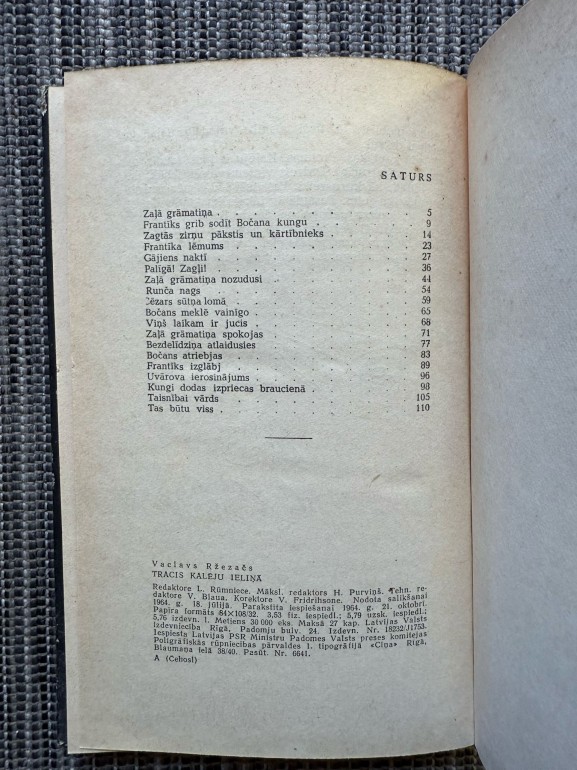 SATURS
Zaļā grāmatiņa . . . . . . . . . . 5
Frantiks grib sodīt Bočana kungu . . . . . 9
Zagtās zirņu pākstis un kārtībnieks . . . . . 14
Frantika lēmums . . . . . . . . . . 23
Gājiens naktī . . . . . . . . . . 27
Palīgā! Zagļi! . . . . . . . . . . 36
Zaļā grāmatiņa nozudusi . . . . . . . 44
Runča nags . . . . . . . . . . 54
Cēzars sūtņa lomā . . . . . . . . . 59
Bočans meklē vainīgo . . . . . . . . 65
Viņš laikam ir jucis . . . . . . . . 68
Zaļā grāmatiņa spokojas . . . . . . . 71
Bezdelīdziņa atlaidusies . . . . . . . 77
Bočans atriebjas . . . . . . . . . 83
Frantiks izglābj . . . . . . . . . 89
Uvārova ierosinājums . . . . . . . . 96
Kungi dodas izpriecas braucienā . . . . . . 98
Taisnībai vārds . . . . . . . . . 105
Tas būtu viss . . . . . . . . . . 110
Vaclavs Ržezačs
TRACIS KALĒJU IELIŅĀ
Redaktore L. Rūmniece. Māksl. redaktors H. Purviņš. Tehn. re-
daktore V. Blaua. Korektore V. Fridrihsone. Nodota salikšanai
1964. g. 18. jūlijā. Parakstīta iespiešanai 1964. g. 21. oktobrī.
Papīra formāts 84×108/32. 3,53 fiz. iespiedl.; 5,79 uzsk. iespiedl.;
5,76 izdevn. l. Metiens 30 000 eks. Maksā 27 kap. Latvijas Valsts
izdevniecība Rīgā, Padomju bulv. 24. Izdevn. Nr. 18232/J1753.
Iespiesta Latvijas PSR Ministru Padomes Valsts preses komitejas
Poligrāfiskās rūpniecības pārvaldes 1. tipogrāfijā «Cīņa» Rīgā,
Blaumaņa ielā 38/40. Pasūt. Nr. 6641.
A (Čehosl)